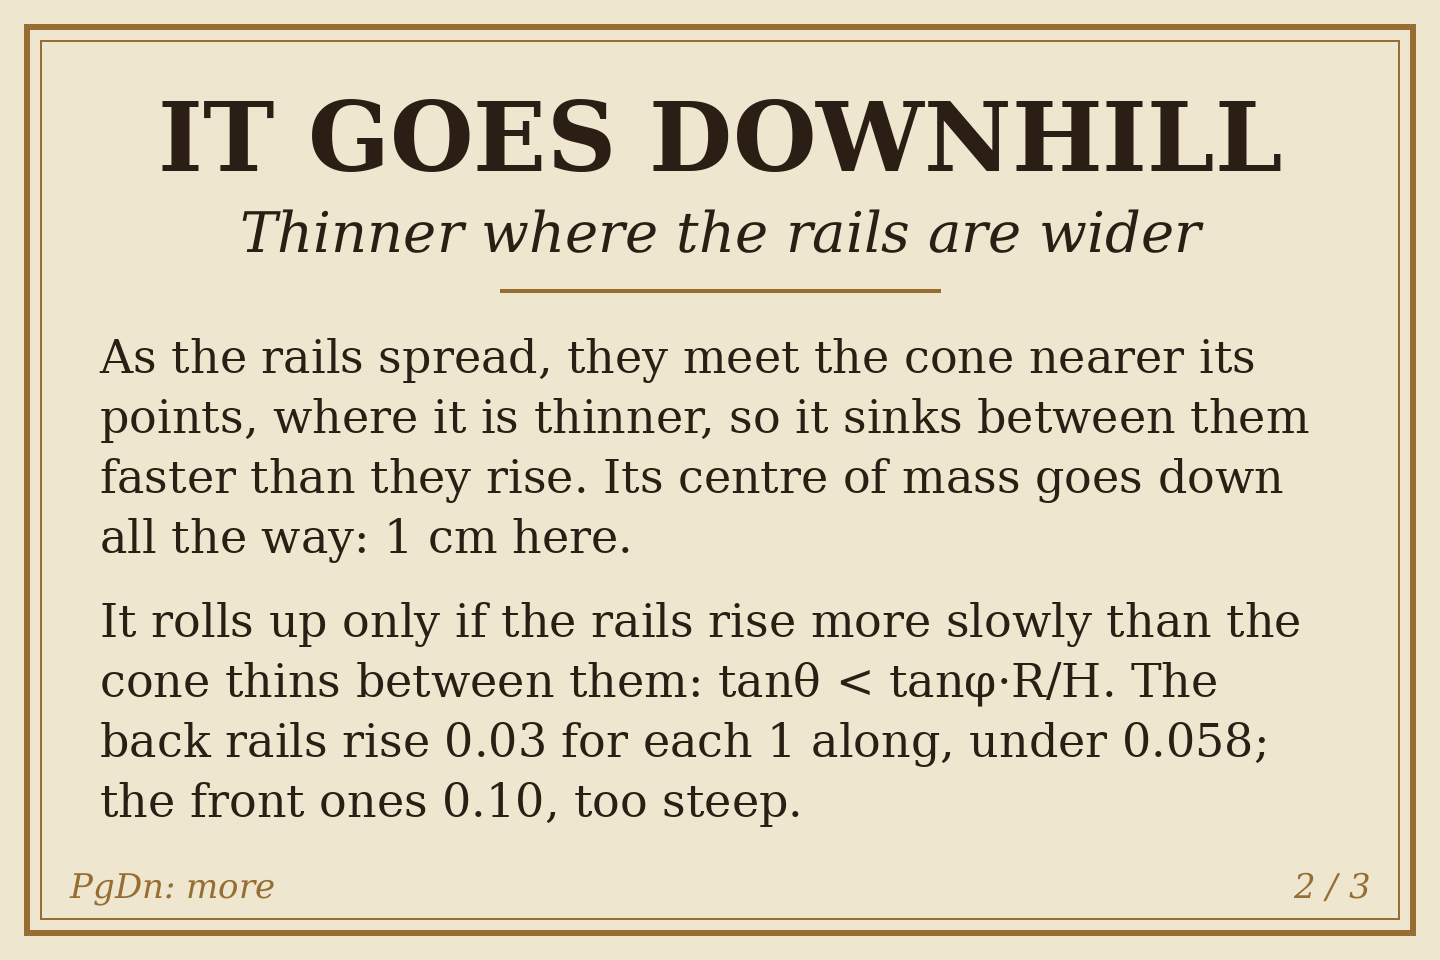 IT GOES DOWNHILL
Thinner where the rails are wider
As the rails spread, they meet the cone nearer its
points, where it is thinner, so it sinks between them
faster than they rise. Its centre of mass goes down
all the way: 1 cm here.
It rolls up only if the rails rise more slowly than the
cone thins between them: tanθ < tanφ·R/H. The
back rails rise 0.03 for each 1 along, under 0.058;
the front ones 0.10, too steep.
PgDn: more
2 / 3